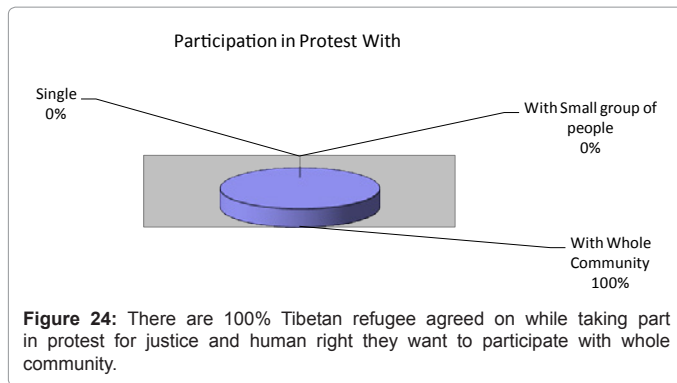 Participation in Protest With
Single
0%
With Small group of
people
0%
With Whole
Community
100%
Figure 24: There are 100% Tibetan refugee agreed on while taking part
in protest for justice and human right they want to participate with whole
community.